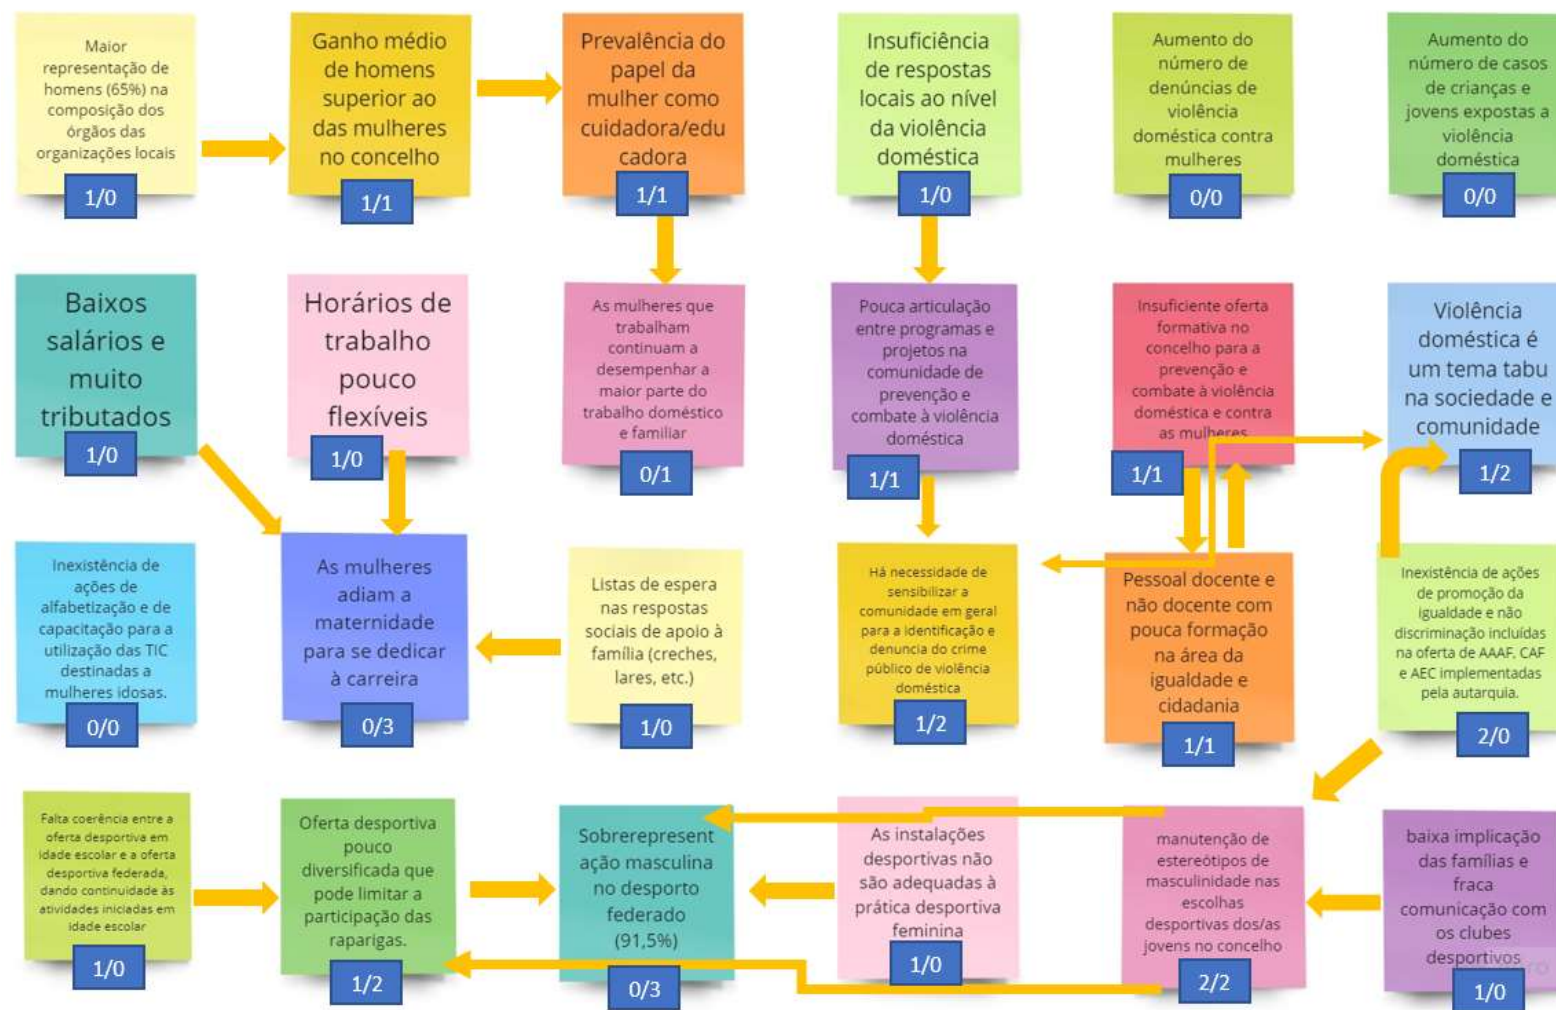 Maior
representação de
homens (65%) na
composição dos
órgãos das
organizações locais
1/0
Ganho médio
de homens
superior ao
das mulheres
no concelho
1/1
Prevalência do
papel da
mulher como
cuidadora/edu
cadora
1/1
Insuficiência
de respostas
locais ao nível
da violência
doméstica
1/0
Aumento do
número de
denúncias de
violência
doméstica contra
mulheres
0/0
Aumento do
número de casos
de crianças e
jovens expostas a
violência
doméstica
0/0
Baixos
salários e
muito
tributados
1/0
Horários de
trabalho
pouco
flexíveis
1/0
As mulheres que
trabalham
continuam a
desempenhar a
maior parte do
trabalho doméstico
e familiar
0/1
Pouca articulação
entre programas e
projetos na
comunidade de
prevenção e
combate à violência
doméstica
1/1
Insuficiente oferta
formativa no
concelho para a
prevenção e
combate à violência
doméstica e contra
as mulheres
1/1
Violência
doméstica é
um tema tabu
na sociedade e
comunidade
1/2
Inexistência de
ações de
alfabetização e de
capacitação para a
utilização das TIC
destinadas a
mulheres idosas.
0/0
As mulheres
adiam a
maternidade
para se dedicar
à carreira
0/3
Listas de espera
nas respostas
sociais de apoio à
família (creches,
lares, etc.)
1/0
Há necessidade de
sensibilizar a
comunidade em geral
para a identificação e
denuncia do crime
público de violência
doméstica
1/2
Pessoal docente e
não docente com
pouca formação
na área da
igualdade e
cidadania
1/1
Inexistência de ações
de promoção da
igualdade e não
discriminação incluídas
na oferta de AAAF, CAF
e AEC implementadas
pela autarquia.
2/0
Falta coerência entre a
oferta desportiva em
idade escolar e a oferta
desportiva federada,
dando continuidade às
atividades iniciadas em
idade escolar
1/0
Oferta desportiva
pouco
diversificada que
pode limitar a
participação das
raparigas.
1/2
Sobrerepresent
ação masculina
no desporto
federado
(91,5%)
0/3
As instalações
desportivas não
são adequadas à
prática desportiva
feminina
1/0
manutenção de
estereótipos de
masculinidade nas
escolhas
desportivas dos/as
jovens no concelho
2/2
baixa implicação
das famílias e
fraca
comunicação com
os clubes
desportivos
1/0